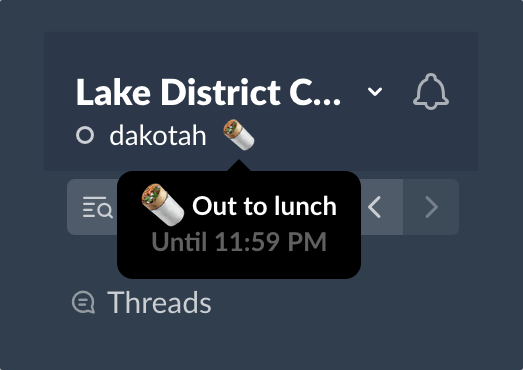 Lake District C...
dakotah
Out to lunch
Until 11:59 PM
Threads